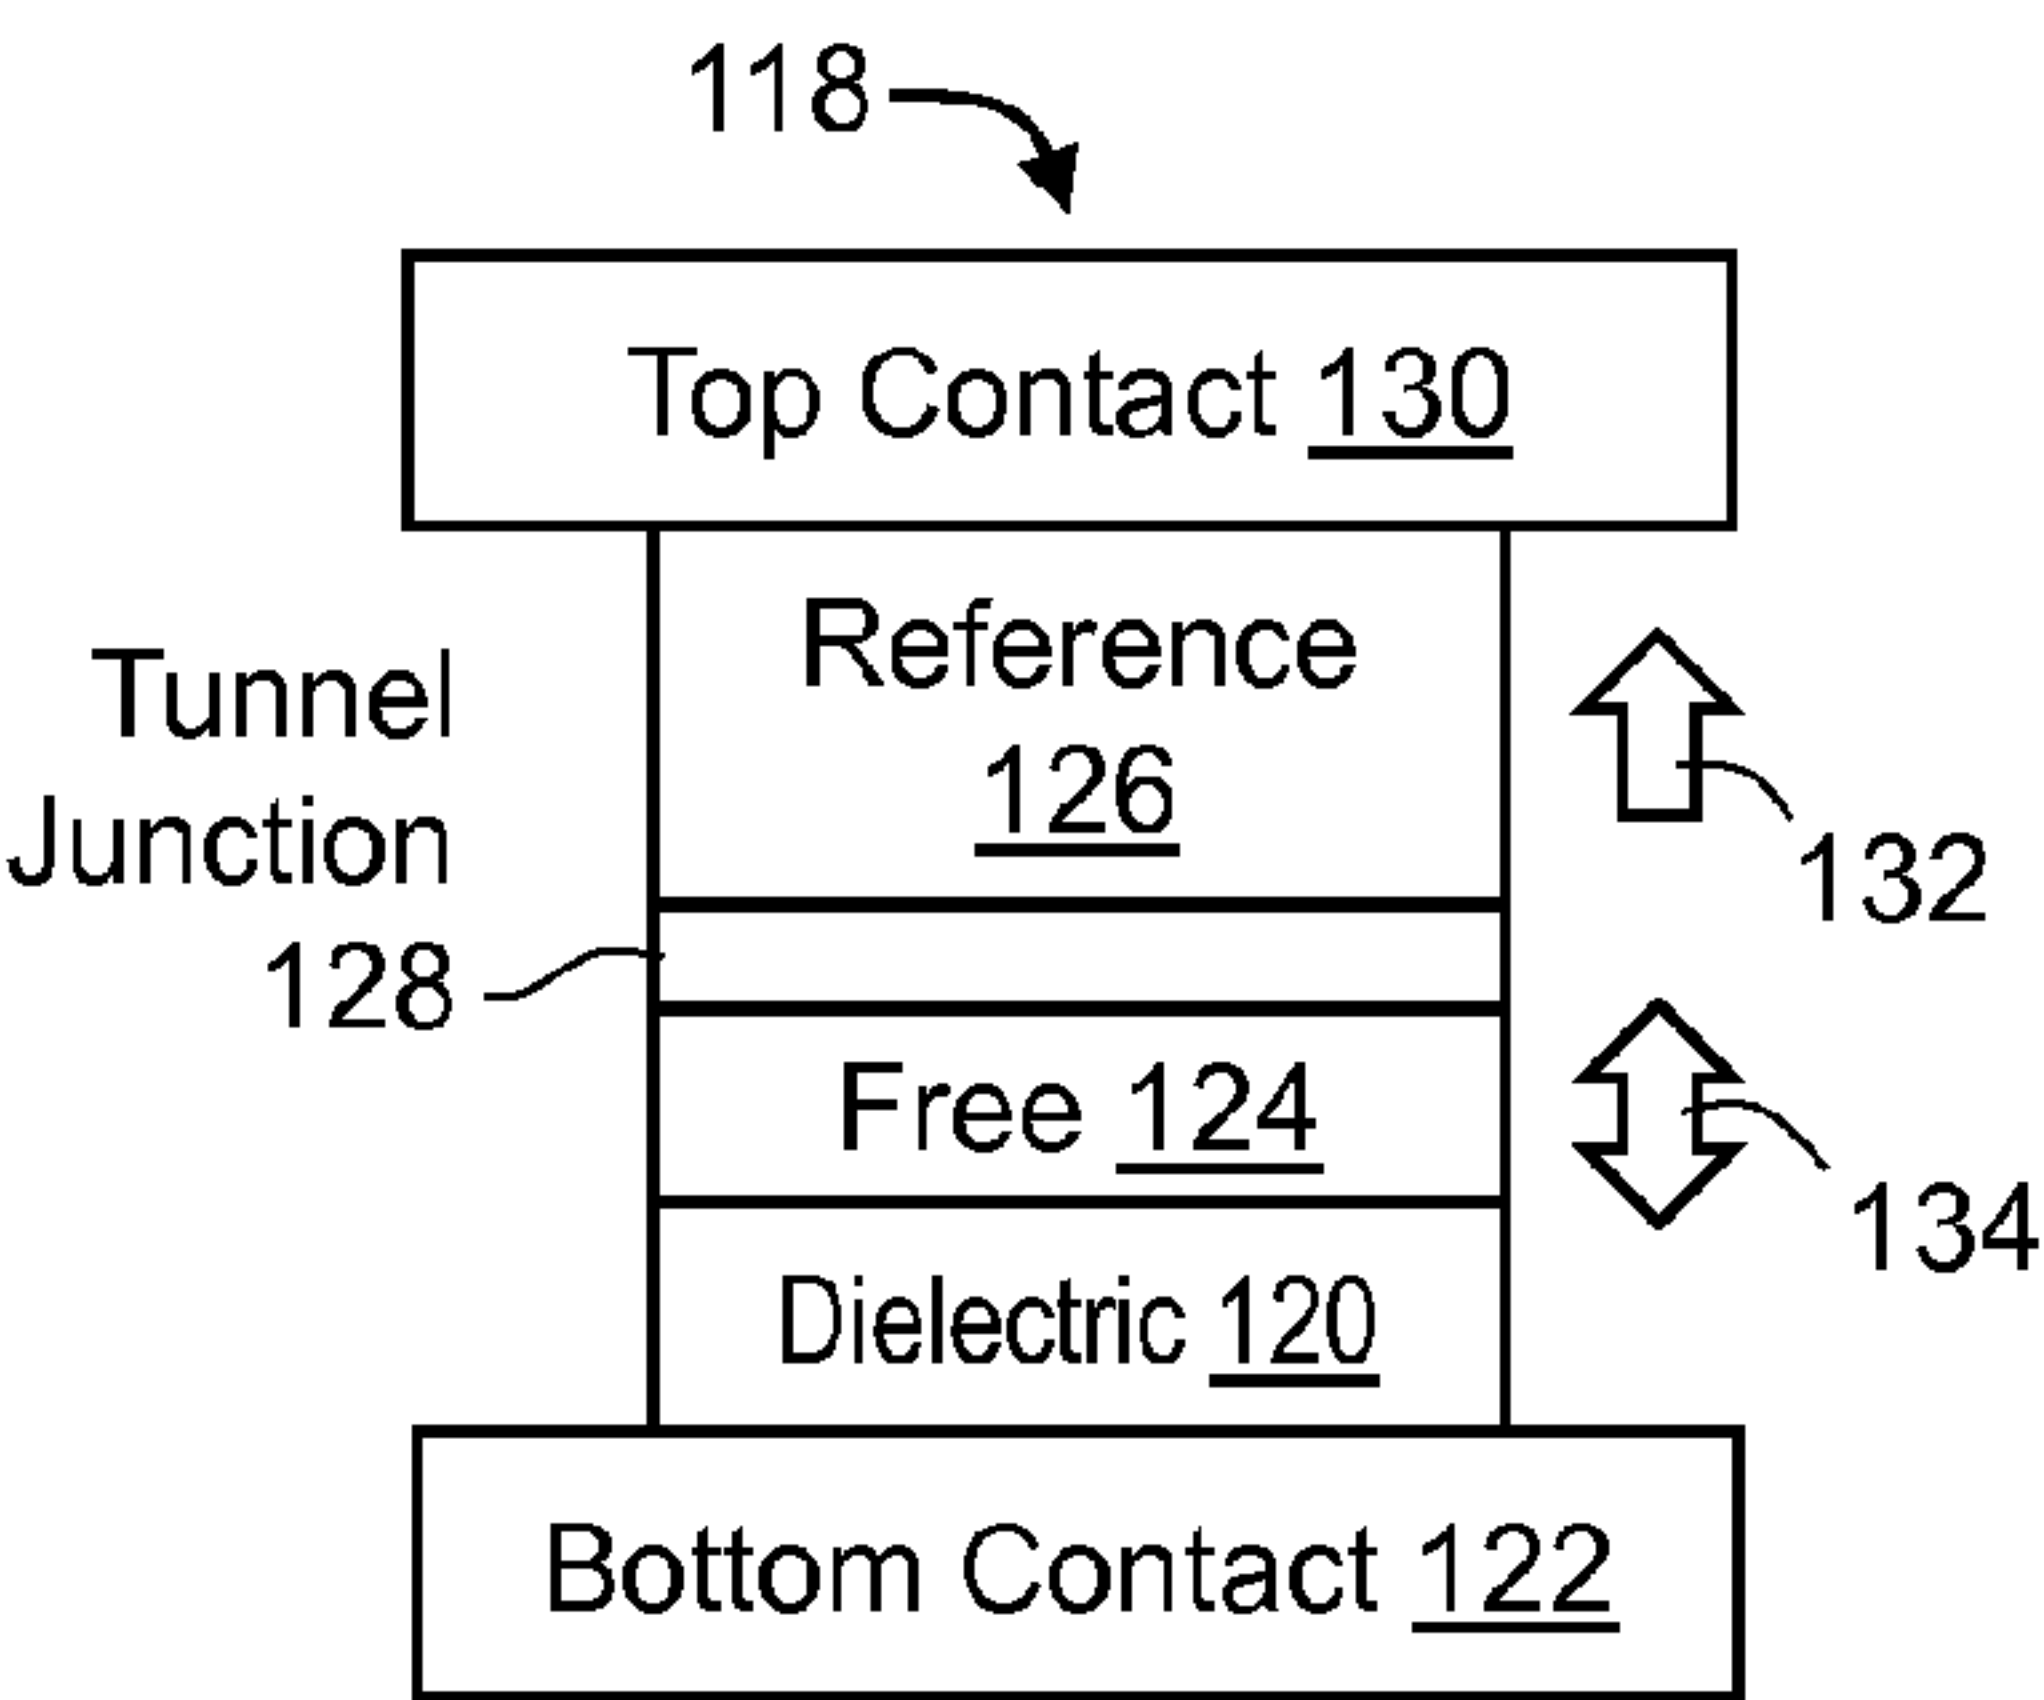 118
Top Contact 130
Reference
126
Tunnel
Junction
128
132
Free 124
134
Dielectric 120
Bottom Contact 122